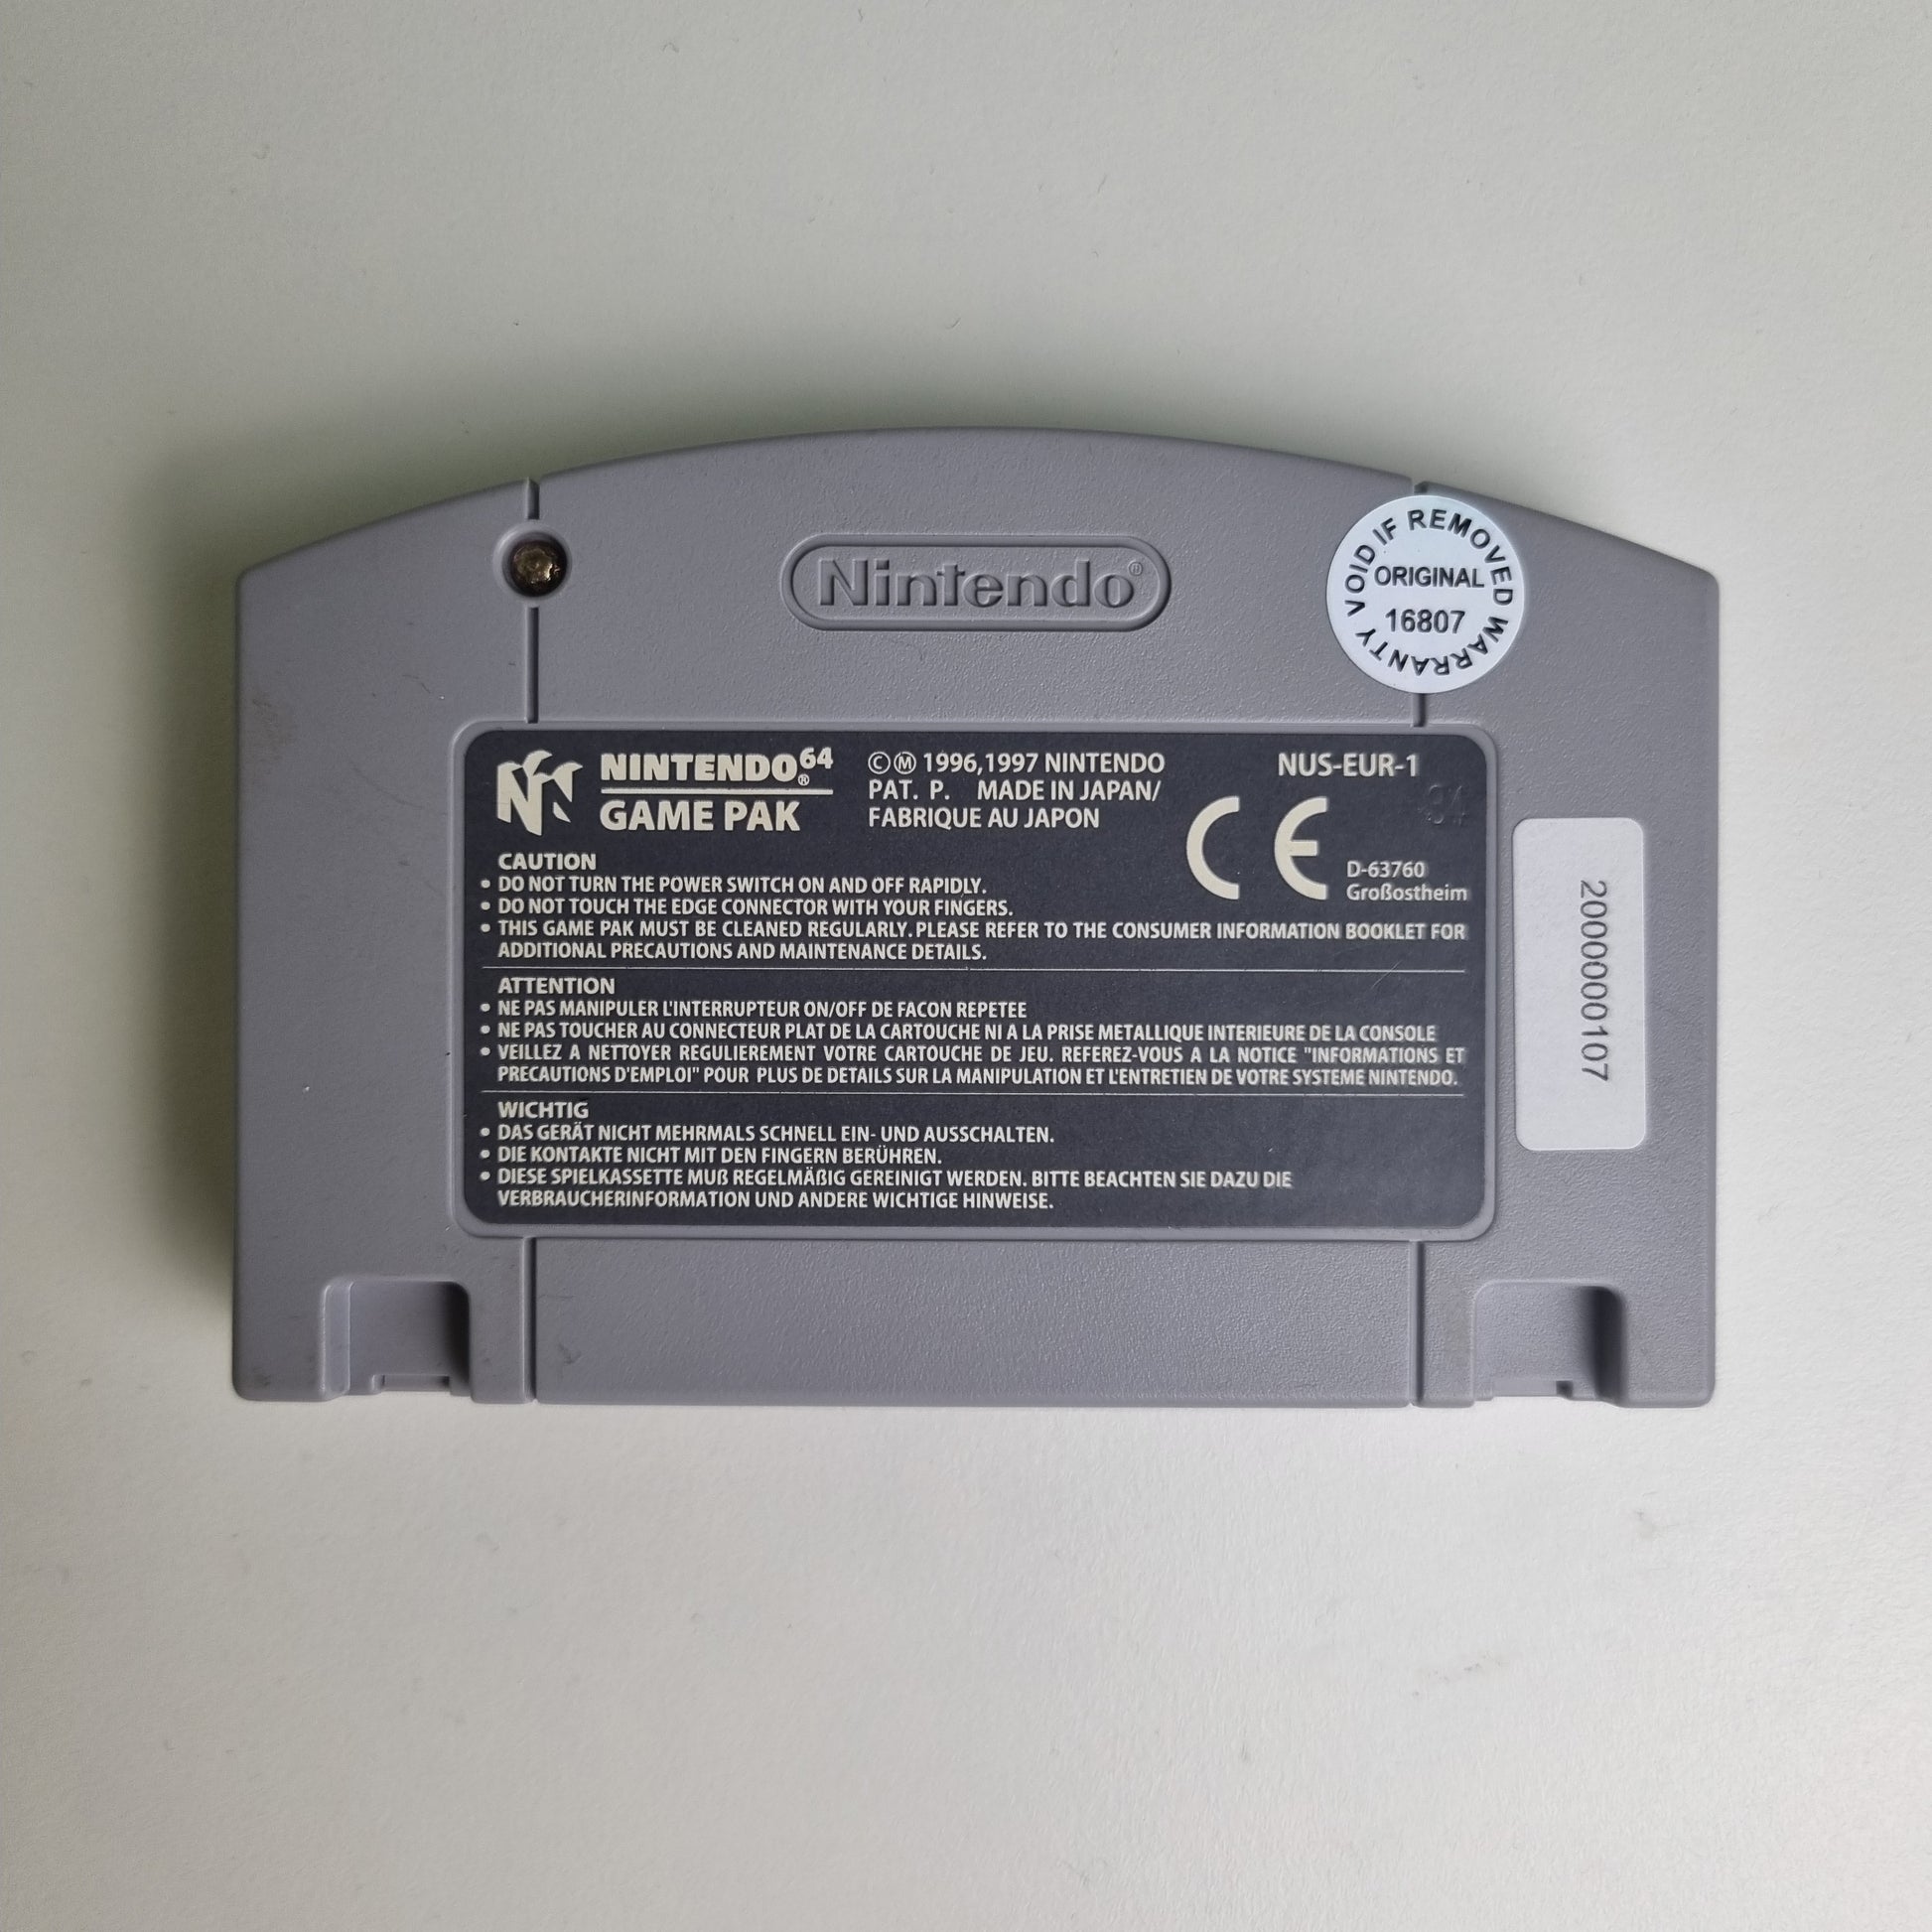 Nintendo®
VOID IF REMOVED WARRANTY
ORIGINAL
16807
NINTENDO64®
GAME PAK
©Ⓜ 1996,1997 NINTENDO
PAT. P. MADE IN JAPAN/
FABRIQUE AU JAPON
NUS-EUR-1
CE
D-63760
Großostheim
CAUTION
• DO NOT TURN THE POWER SWITCH ON AND OFF RAPIDLY.
• DO NOT TOUCH THE EDGE CONNECTOR WITH YOUR FINGERS.
• THIS GAME PAK MUST BE CLEANED REGULARLY. PLEASE REFER TO THE CONSUMER INFORMATION BOOKLET FOR
ADDITIONAL PRECAUTIONS AND MAINTENANCE DETAILS.
ATTENTION
• NE PAS MANIPULER L'INTERRUPTEUR ON/OFF DE FACON REPETEE
• NE PAS TOUCHER AU CONNECTEUR PLAT DE LA CARTOUCHE NI A LA PRISE METALLIQUE INTERIEURE DE LA CONSOLE
• VEILLEZ A NETTOYER REGULIEREMENT VOTRE CARTOUCHE DE JEU. REFEREZ-VOUS A LA NOTICE "INFORMATIONS ET
PRECAUTIONS D'EMPLOI" POUR PLUS DE DETAILS SUR LA MANIPULATION ET L'ENTRETIEN DE VOTRE SYSTEME NINTENDO.
WICHTIG
• DAS GERÄT NICHT MEHRMALS SCHNELL EIN- UND AUSSCHALTEN.
• DIE KONTAKTE NICHT MIT DEN FINGERN BERÜHREN.
• DIESE SPIELKASSETTE MUß REGELMÄßIG GEREINIGT WERDEN. BITTE BEACHTEN SIE DAZU DIE
VERBRAUCHERINFORMATION UND ANDERE WICHTIGE HINWEISE.
200000001107